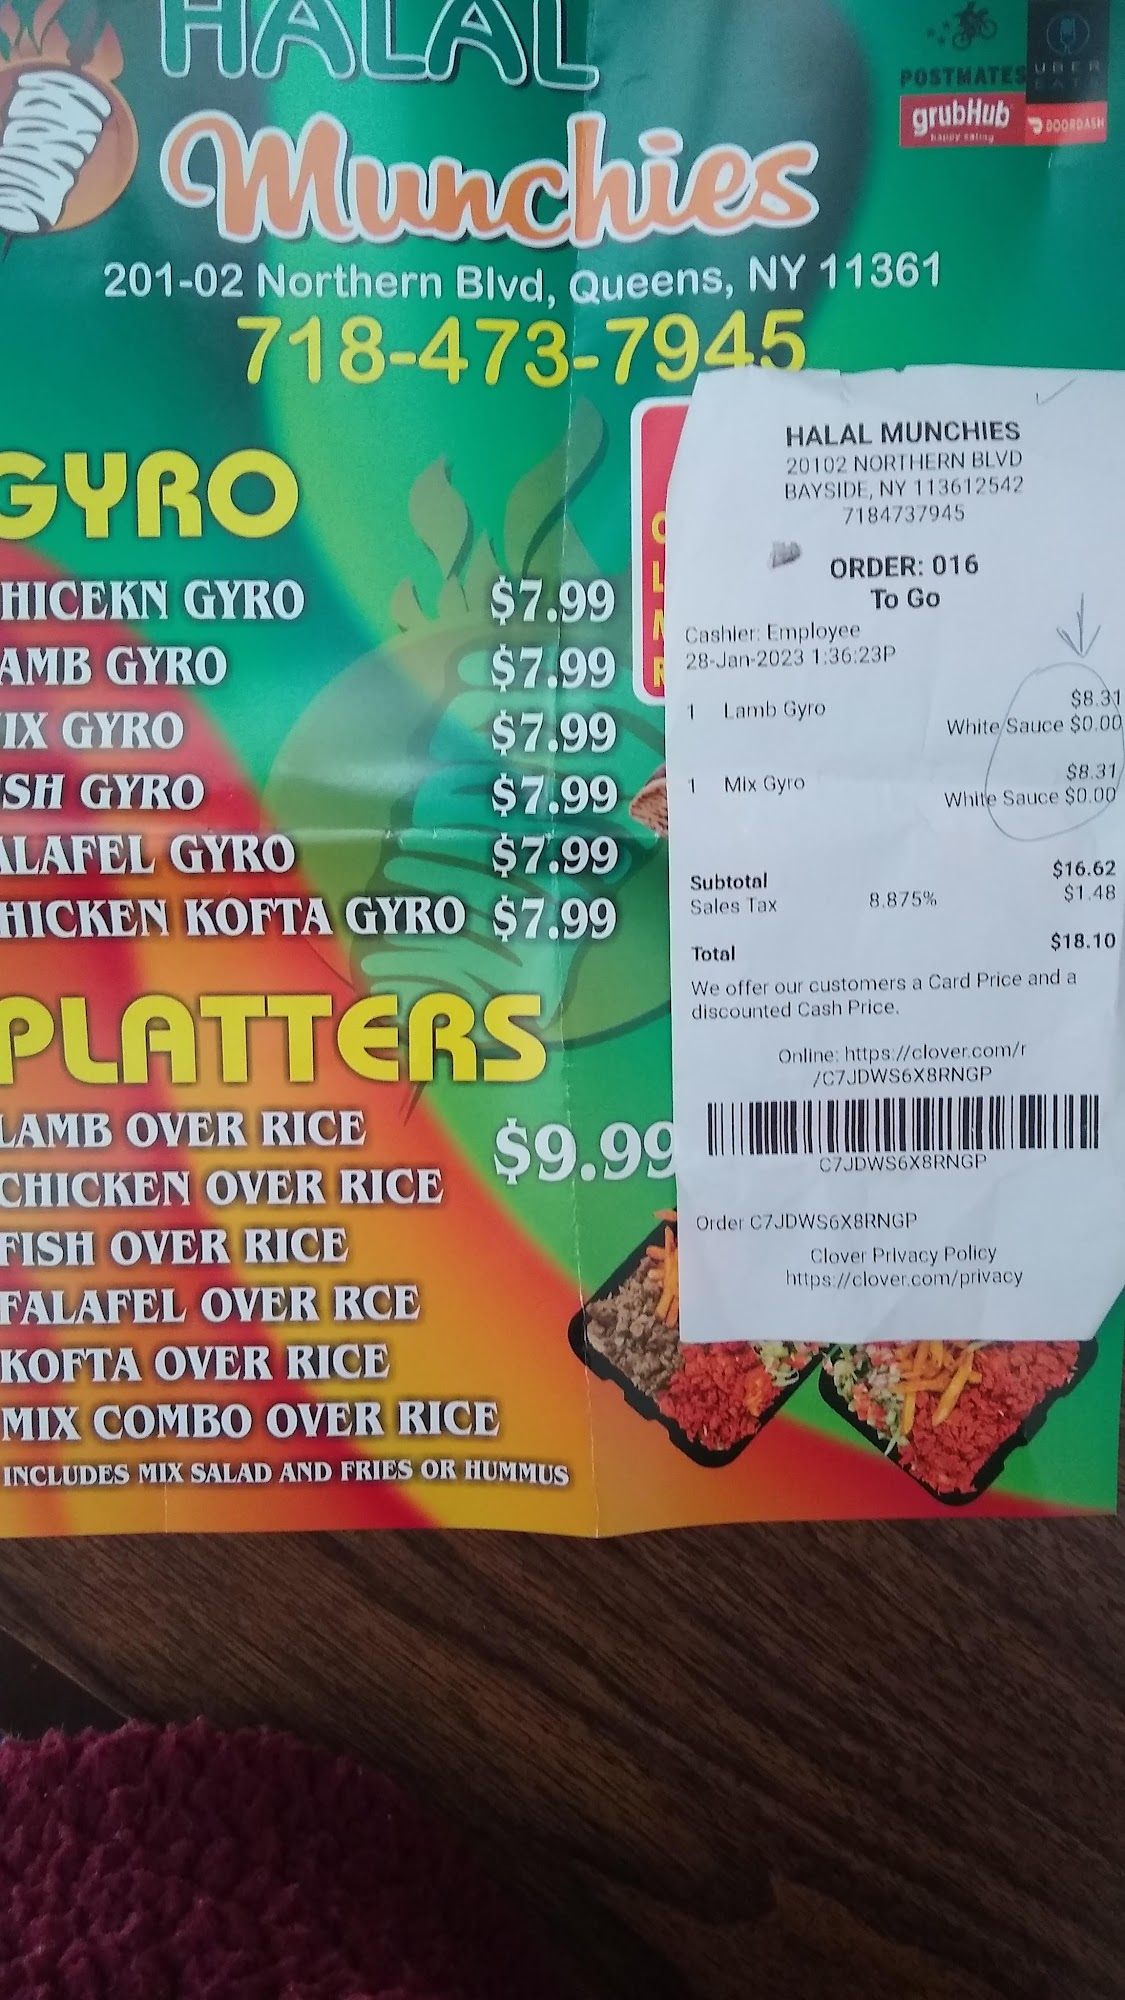 HALAL
Munchies
201-02 Northern Blvd, Queens, NY 11361
718-473-7945
POSTMATES
UBER
EATS
grubHub
happy eating
DOORDASH
GYRO
HICEKN GYRO $7.99
AMB GYRO $7.99
IX GYRO $7.99
ISH GYRO $7.99
ALAFEL GYRO $7.99
HICKEN KOFTA GYRO $7.99
PLATTERS
LAMB OVER RICE
$9.99
CHICKEN OVER RICE
FISH OVER RICE
FALAFEL OVER RCE
KOFTA OVER RICE
MIX COMBO OVER RICE
INCLUDES MIX SALAD AND FRIES OR HUMMUS
HALAL MUNCHIES
20102 NORTHERN BLVD
BAYSIDE, NY 113612542
7184737945
ORDER: 016
To Go
Cashier: Employee
28-Jan-2023 1:36:23P
1 Lamb Gyro $8.31
White Sauce $0.00
1 Mix Gyro $8.31
White Sauce $0.00
Subtotal $16.62
Sales Tax 8.875% $1.48
Total $18.10
We offer our customers a Card Price and a
discounted Cash Price.
Online: https://clover.com/r
/C7JDWS6X8RNGP
C7JDWS6X8RNGP
Order C7JDWS6X8RNGP
Clover Privacy Policy
https://clover.com/privacy